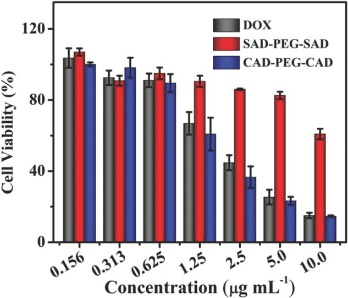 DOX
SAD-PEG-SAD
CAD-PEG-CAD
Cell Viability (%)
120
80
40
0
0.156 0.313 0.625 1.25 2.5 5.0 10.0
Concentration (μg mL⁻¹)